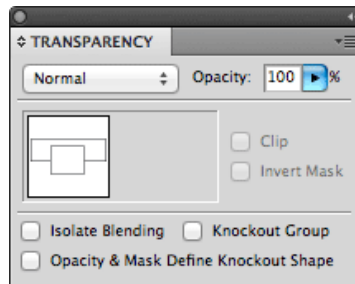 TRANSPARENCY
Normal Opacity: 100 %
Clip
Invert Mask
Isolate Blending Knockout Group
Opacity & Mask Define Knockout Shape